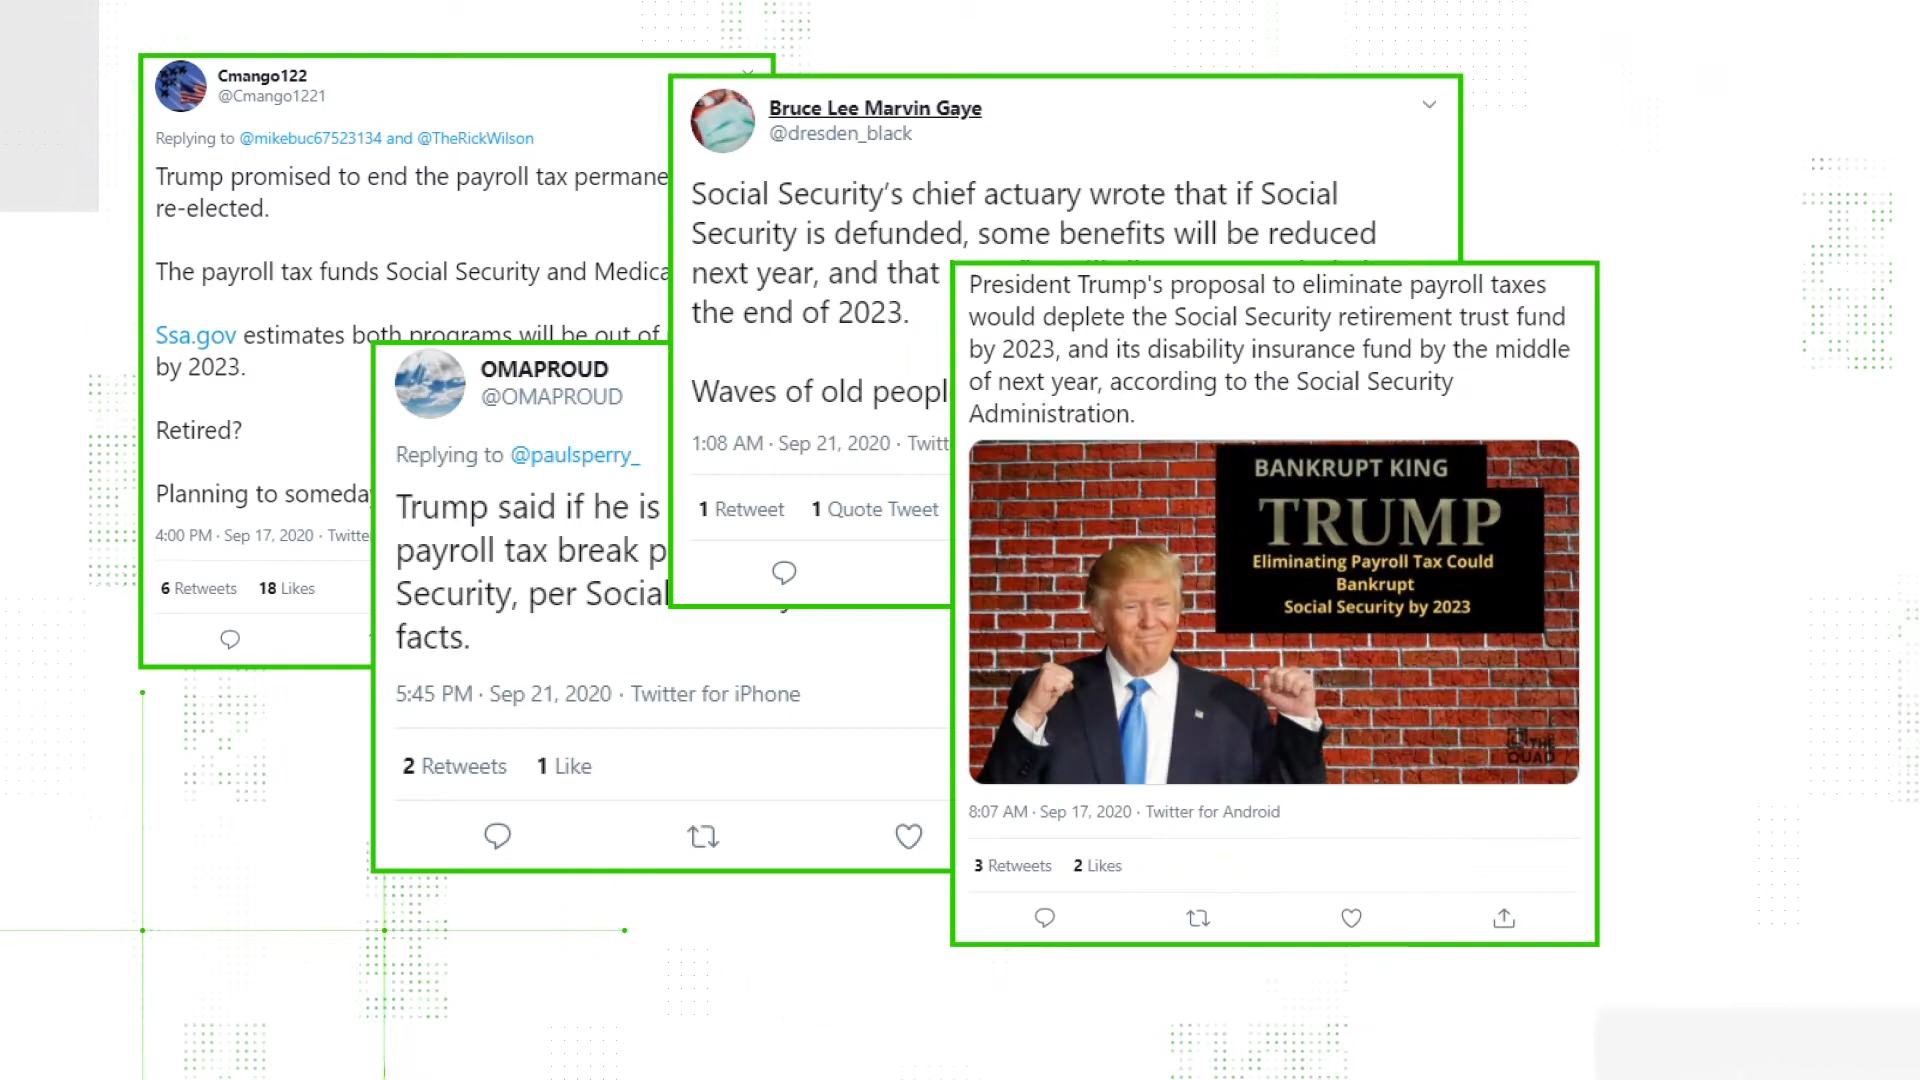 Cmango122
@Cmango1221
Replying to @mikebuc67523134 and @TheRickWilson
Trump promised to end the payroll tax
re-elected.
The payroll tax funds Social Security and
Ssa.gov estimates both programs will be out of
by 2023.
Retired?
Planning to
4:00 PM · Sep 17, 2020 ·
6 Retweets 18 Likes
OMAPROUD
@OMAPROUD
Replying to @paulsperry_
Trump said if he is
payroll tax break
Security, per Social
facts.
5:45 PM · Sep 21, 2020 · Twitter for iPhone
2 Retweets 1 Like
Bruce Lee Marvin Gaye
@dresden_black
Social Security's chief actuary wrote that if Social
Security is defunded, some benefits will be reduced
next year, and that
the end of 2023.
Waves of old
1:08 AM · Sep 21, 2020 ·
1 Retweet 1 Quote Tweet
President Trump's proposal to eliminate payroll taxes
would deplete the Social Security retirement trust fund
by 2023, and its disability insurance fund by the middle
of next year, according to the Social Security
Administration.
BANKRUPT KING
TRUMP
Eliminating Payroll Tax Could
Bankrupt
Social Security by 2023
THE
QUAD
8:07 AM · Sep 17, 2020 · Twitter for Android
3 Retweets 2 Likes